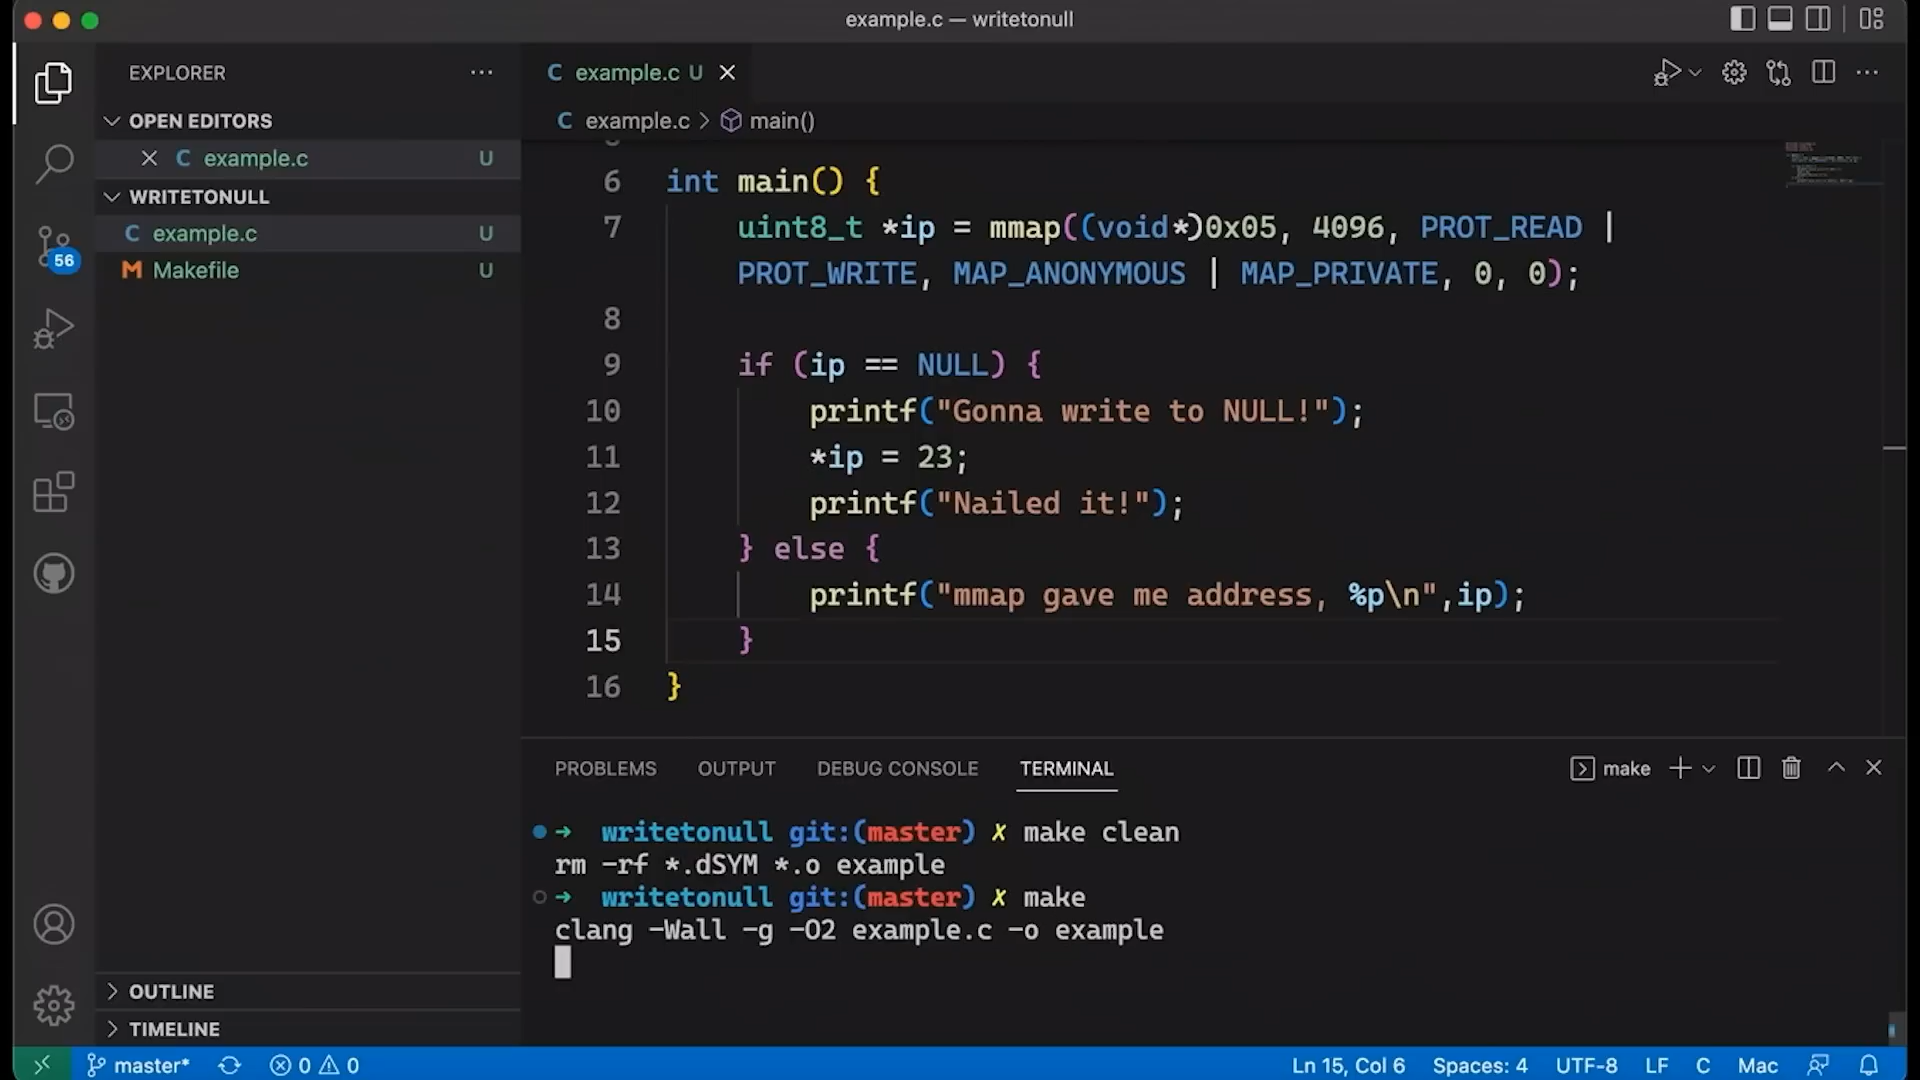 example.c — writetonull
EXPLORER
OPEN EDITORS
example.c U
WRITETONULL
example.c U
Makefile U
56
OUTLINE
TIMELINE
example.c U
example.c > main()
6 int main() {
7 uint8_t *ip = mmap((void*)0x05, 4096, PROT_READ |
PROT_WRITE, MAP_ANONYMOUS | MAP_PRIVATE, 0, 0);
8
9 if (ip == NULL) {
10 printf("Gonna write to NULL!");
11 *ip = 23;
12 printf("Nailed it!");
13 } else {
14 printf("mmap gave me address, %p\n",ip);
15 }
16 }
PROBLEMS OUTPUT DEBUG CONSOLE TERMINAL make
➜ writetonull git:(master) ✗ make clean
rm -rf *.dSYM *.o example
➜ writetonull git:(master) ✗ make
clang -Wall -g -O2 example.c -o example
master* 0 0 Ln 15, Col 6 Spaces: 4 UTF-8 LF C Mac